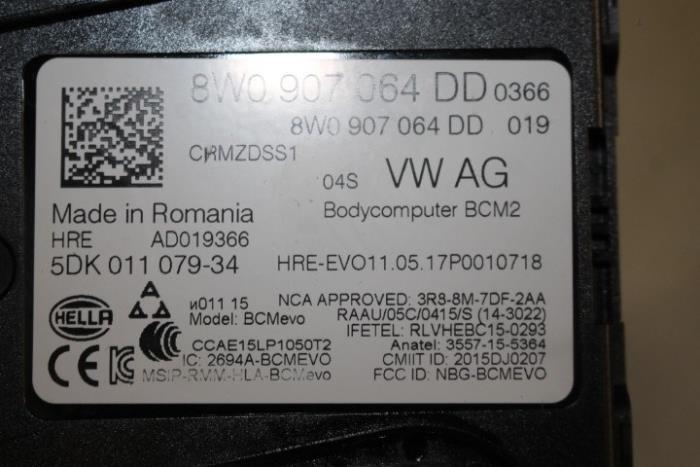 8W0 907 064 DD 0366
8W0 907 064 DD 019
CHMZDSS1
04S VW AG
Made in Romania Bodycomputer BCM2
HRE AD019366
5DK 011 079-34 HRE-EVO11.05.17P0010718
HELLA
и011 15
Model: BCMevo
NCA APPROVED: 3R8-8M-7DF-2AA
RAAU/05C/0415/S (14-3022)
IFETEL: RLVHEBC15-0293
CCAE15LP1050T2 Anatel: 3557-15-5364
IC: 2694A-BCMEVO CMIIT ID: 2015DJ0217
CE MSIP-RMM-HLA-BCMevo FCC ID: NBG-BCMEVO